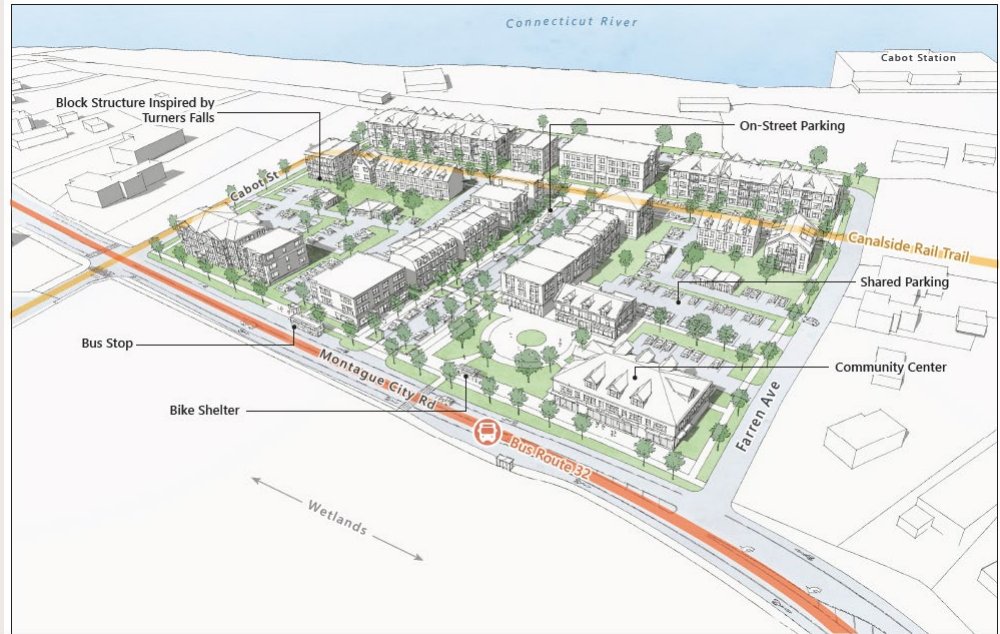 Connecticut River
Cabot Station
Block Structure Inspired by
Turners Falls
On-Street Parking
Cabot St
Canalside Rail Trail
Shared Parking
Bus Stop
Montague City Rd
Community Center
Bike Shelter
Farren Ave
Bus Route 32
Wetlands